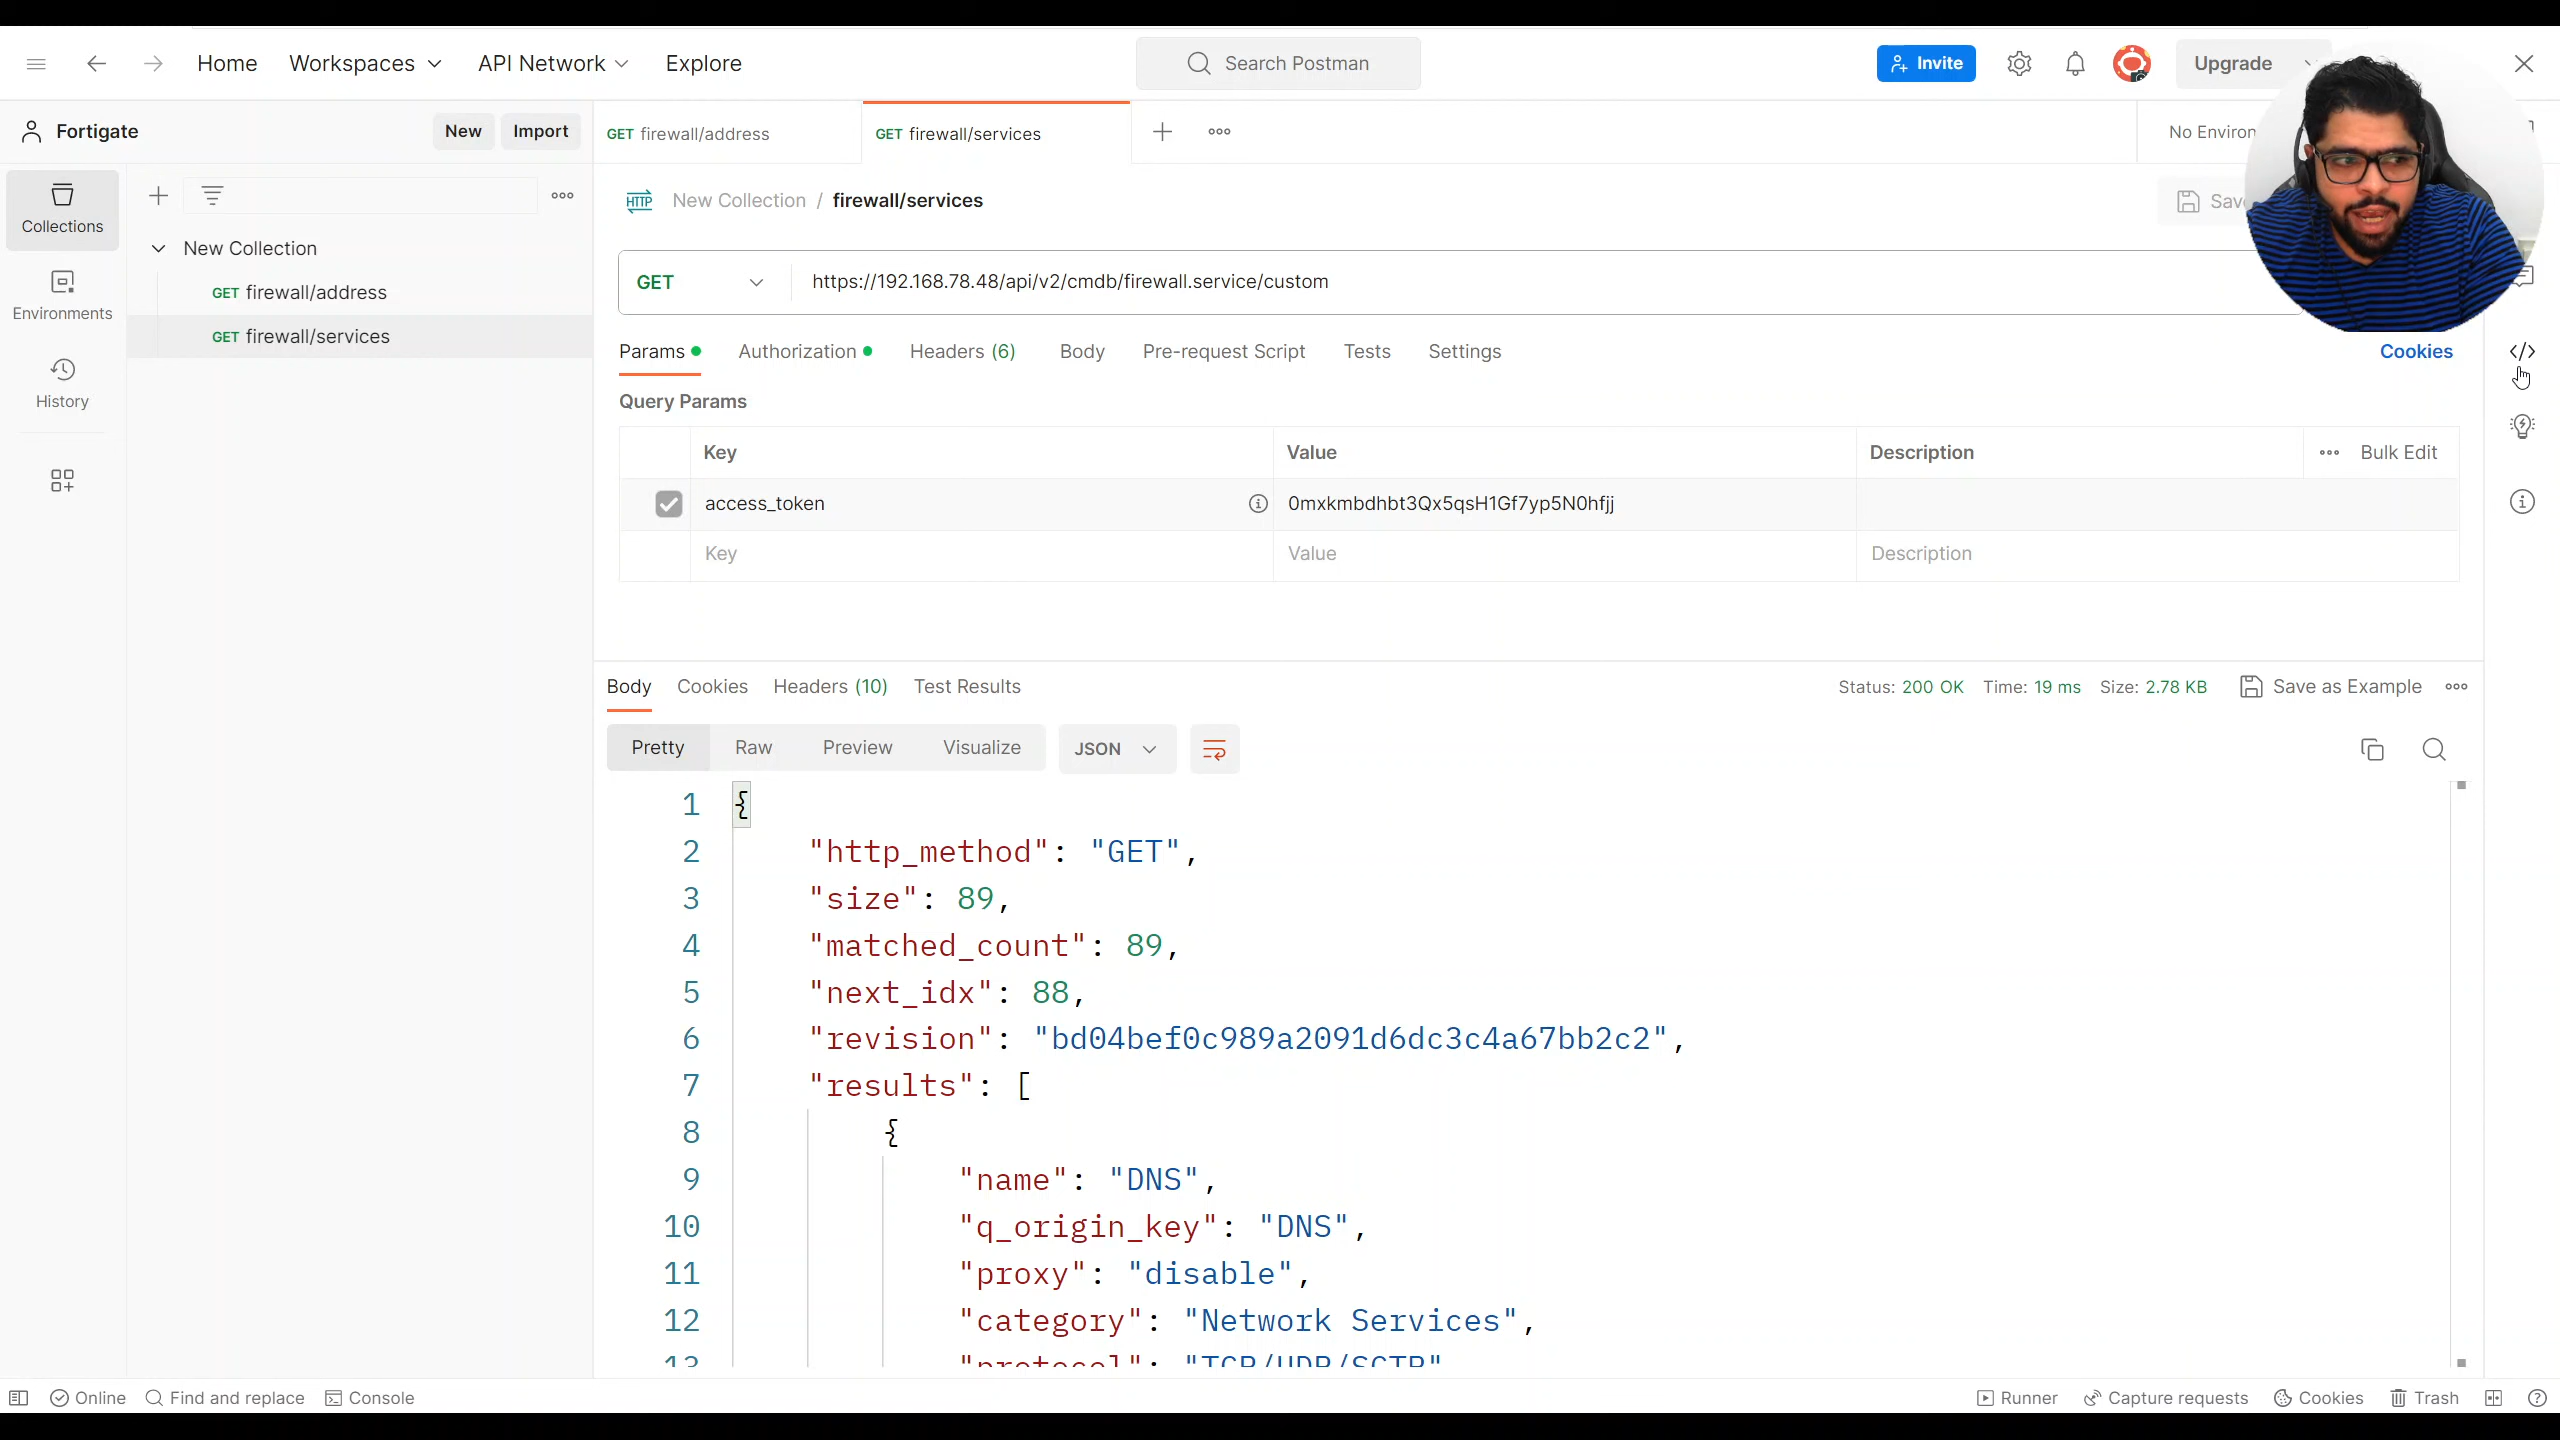 Home Workspaces API Network Explore Search Postman Invite Upgrade
Fortigate New Import GET firewall/address GET firewall/services No Environ
Collections
New Collection / firewall/services Save
New Collection
GET firewall/address
GET firewall/services
Environments
History
GET https://192.168.78.48/api/v2/cmdb/firewall.service/custom
Params Authorization Headers (6) Body Pre-request Script Tests Settings Cookies
Query Params
Key Value Description Bulk Edit
access_token 0mxkmbdhbt3Qx5qsH1Gf7yp5N0hfjj
Key Value Description
Body Cookies Headers (10) Test Results Status: 200 OK Time: 19 ms Size: 2.78 KB Save as Example
Pretty Raw Preview Visualize JSON
1 {
2 "http_method": "GET",
3 "size": 89,
4 "matched_count": 89,
5 "next_idx": 88,
6 "revision": "bd04bef0c989a2091d6dc3c4a67bb2c2",
7 "results": [
8 {
9 "name": "DNS",
10 "q_origin_key": "DNS",
11 "proxy": "disable",
12 "category": "Network Services",
13 "protocol": "TCP/UDP/SCTP"
Online Find and replace Console Runner Capture requests Cookies Trash